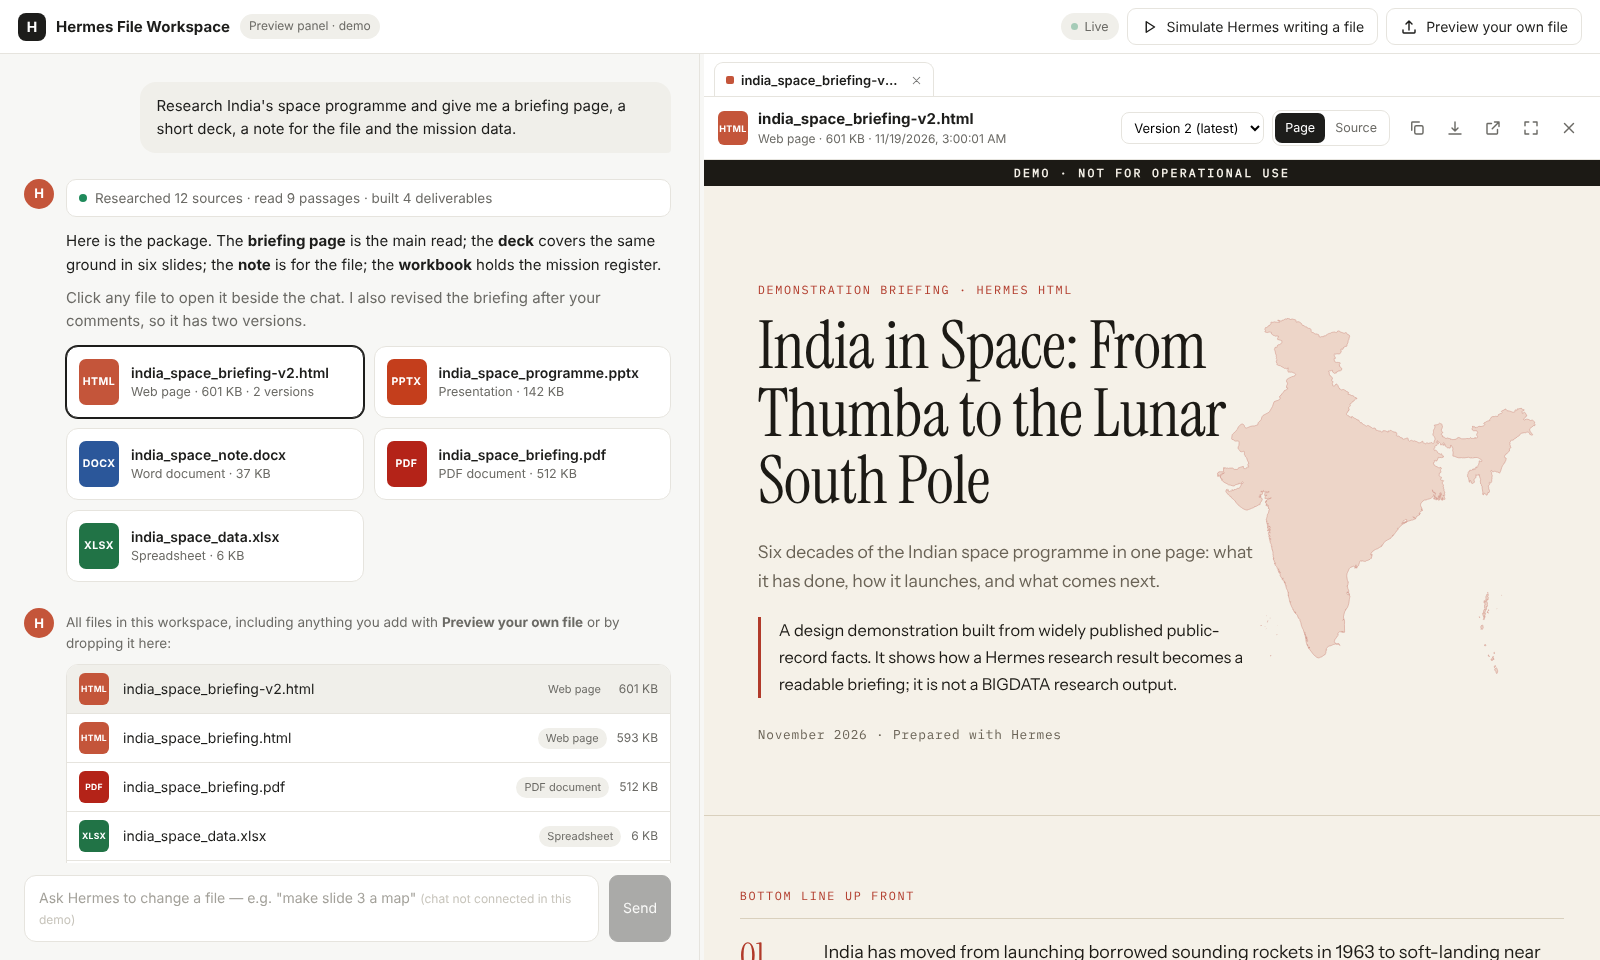 H Hermes File Workspace Preview panel · demo
Live Simulate Hermes writing a file Preview your own file
Research India's space programme and give me a briefing page, a
short deck, a note for the file and the mission data.
H
Researched 12 sources · read 9 passages · built 4 deliverables
Here is the package. The briefing page is the main read; the deck covers the same
ground in six slides; the note is for the file; the workbook holds the mission register.
Click any file to open it beside the chat. I also revised the briefing after your
comments, so it has two versions.
HTML
india_space_briefing-v2.html
Web page · 601 KB · 2 versions
PPTX
india_space_programme.pptx
Presentation · 142 KB
DOCX
india_space_note.docx
Word document · 37 KB
PDF
india_space_briefing.pdf
PDF document · 512 KB
XLSX
india_space_data.xlsx
Spreadsheet · 6 KB
H
All files in this workspace, including anything you add with Preview your own file or by
dropping it here:
HTML india_space_briefing-v2.html Web page 601 KB
HTML india_space_briefing.html Web page 593 KB
PDF india_space_briefing.pdf PDF document 512 KB
XLSX india_space_data.xlsx Spreadsheet 6 KB
Ask Hermes to change a file — e.g. "make slide 3 a map" (chat not connected in this
demo)
Send
india_space_briefing-v...
HTML
india_space_briefing-v2.html
Web page · 601 KB · 11/19/2026, 3:00:01 AM
Version 2 (latest) Page Source
DEMO · NOT FOR OPERATIONAL USE
DEMONSTRATION BRIEFING · HERMES HTML
India in Space: From
Thumba to the Lunar
South Pole
Six decades of the Indian space programme in one page: what
it has done, how it launches, and what comes next.
A design demonstration built from widely published public-
record facts. It shows how a Hermes research result becomes a
readable briefing; it is not a BIGDATA research output.
November 2026 · Prepared with Hermes
BOTTOM LINE UP FRONT
01 India has moved from launching borrowed sounding rockets in 1963 to soft-landing near